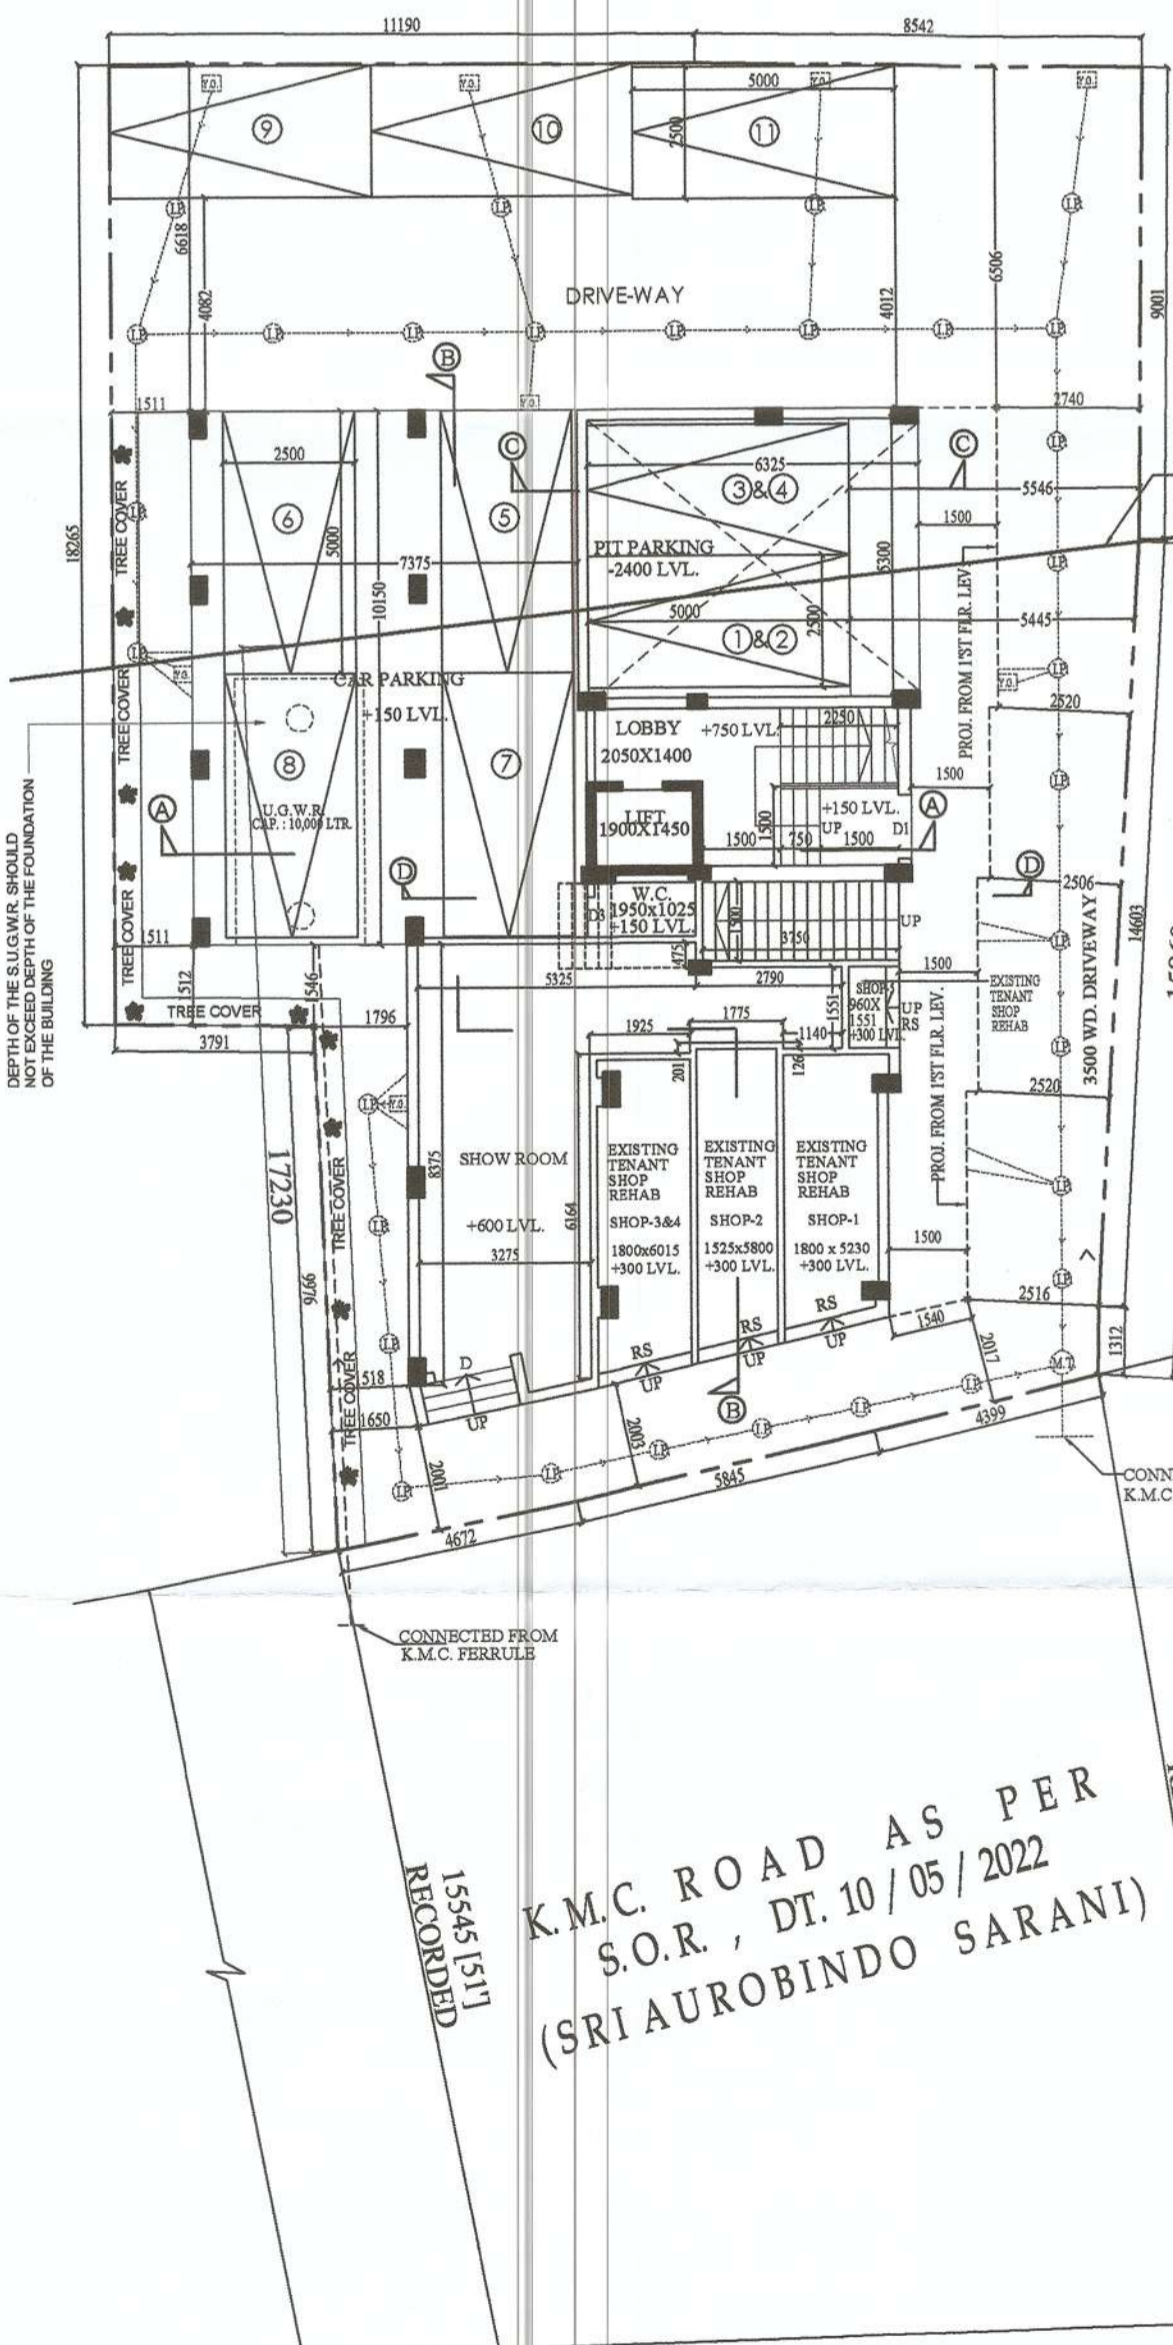 11190
8542
Y.O.
Y.O.
Y.O.
Y.O.
5000
2500
9
10
11
I.P.
I.P.
I.P.
I.P.
6618
4082
DRIVE-WAY
4012
6506
9001
I.P.
I.P.
I.P.
I.P.
I.P.
I.P.
I.P.
I.P.
B
Y.O.
1511
2740
C
C
I.P.
2500
6325
3&4
5546
6
5
1500
I.P.
TREE COVER
5000
18265
PIT PARKING
-2400 LVL.
7375
5300
I.P.
10150
5000
2500
5445
1&2
I.P.
Y.O.
I.P.
Y.O.
PROJ. FROM 1'ST FLR. LEV.
CAR PARKING
+150 LVL.
2520
LOBBY
2050X1400
+750 LVL.
2250
TREE COVER
DEPTH OF THE S.U.G.W.R. SHOULD
NOT EXCEED DEPTH OF THE FOUNDATION
OF THE BUILDING
8
7
1500
I.P.
U.G.W.R.
CAP. : 10,000 LTR.
A
A
LIFT
1900X1450
+150 LVL.
UP
D1
1500
1500
750
1500
D
D
W.C.
1950x1025
+150 LVL
D3
1500
3750
UP
2506
TREE COVER
1511
I.P.
14603
3500 WD. DRIVEWAY
475
5325
2790
1500
EXISTING
TENANT
SHOP
REHAB
1512
546
TREE COVER
1796
3791
SHOP-5
960X
1551
+300 LVL.
UP
RS
1551
1775
1925
1140
201
126
I.P.
2520
PROJ. FROM 1'ST FLR. LEV.
I.P.
Y.O.
17230
9976
TREE COVER
8375
SHOW ROOM
+600 LVL.
6164
3275
EXISTING
TENANT
SHOP
REHAB
SHOP-3&4
1800x6015
+300 LVL.
EXISTING
TENANT
SHOP
REHAB
SHOP-2
1525x5800
+300 LVL.
EXISTING
TENANT
SHOP
REHAB
SHOP-1
1800 x 5230
+300 LVL.
I.P.
I.P.
1500
I.P.
2516
RS
UP
RS
UP
RS
UP
1540
2017
1312
M.T.
I.P.
TREE COVER
518
1650
D
UP
I.P.
B
I.P.
I.P.
I.P.
I.P.
I.P.
2001
2003
4399
5845
4672
CONN
K.M.C
CONNECTED FROM
K.M.C. FERRULE
15545 [51']
RECORDED
K.M.C. ROAD AS PER
S.O.R. , DT. 10 / 05 / 2022
(SRI AUROBINDO SARANI)